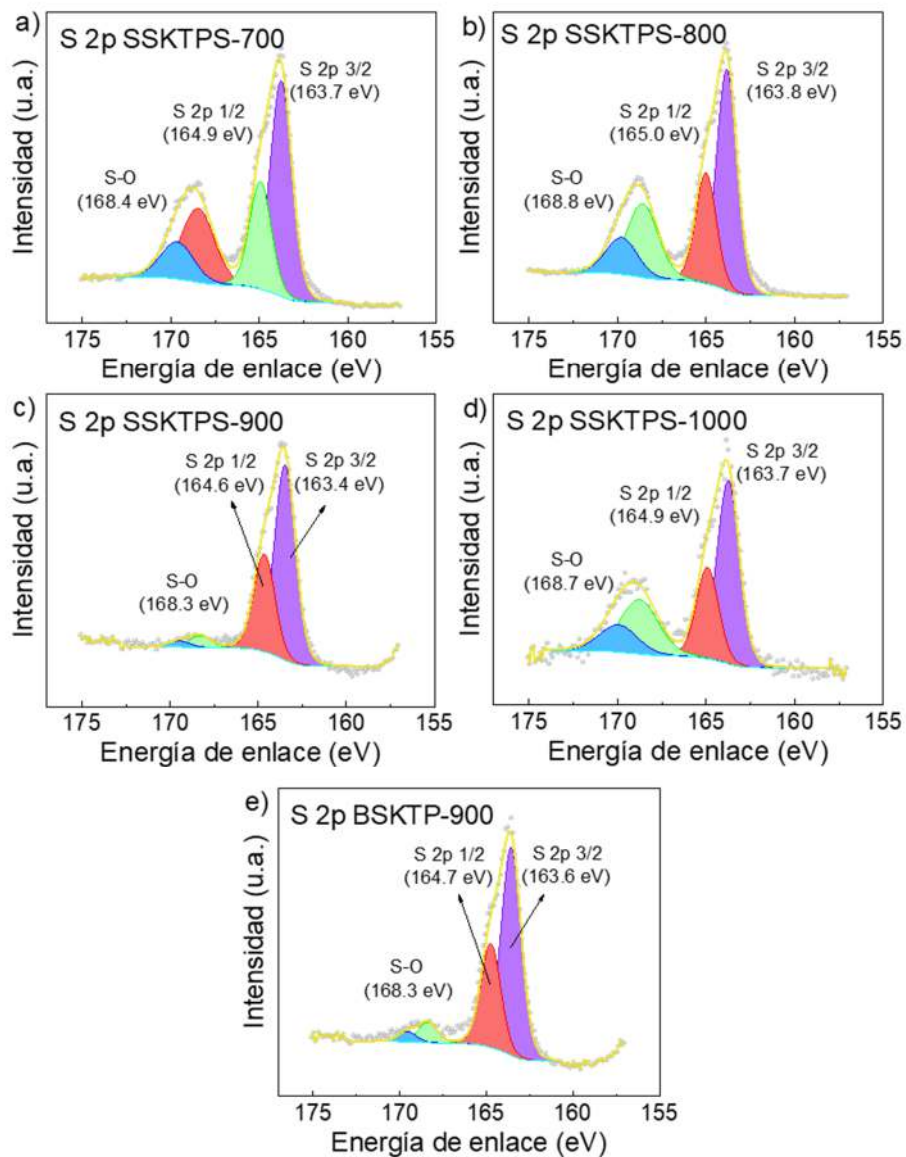 a)
S 2p SSKTPS-700
S 2p 3/2
(163.7 eV)
S 2p 1/2
(164.9 eV)
S-O
(168.4 eV)
Intensidad (u.a.)
175 170 165 160 155
Energía de enlace (eV)
b)
S 2p SSKTPS-800
S 2p 3/2
(163.8 eV)
S 2p 1/2
(165.0 eV)
S-O
(168.8 eV)
Intensidad (u.a.)
175 170 165 160 155
Energía de enlace (eV)
c)
S 2p SSKTPS-900
S 2p 1/2
(164.6 eV)
S 2p 3/2
(163.4 eV)
S-O
(168.3 eV)
Intensidad (u.a.)
175 170 165 160 155
Energía de enlace (eV)
d)
S 2p SSKTPS-1000
S 2p 3/2
(163.7 eV)
S 2p 1/2
(164.9 eV)
S-O
(168.7 eV)
Intensidad (u.a.)
175 170 165 160 155
Energía de enlace (eV)
e)
S 2p BSKTP-900
S 2p 1/2
(164.7 eV)
S 2p 3/2
(163.6 eV)
S-O
(168.3 eV)
Intensidad (u.a.)
175 170 165 160 155
Energía de enlace (eV)